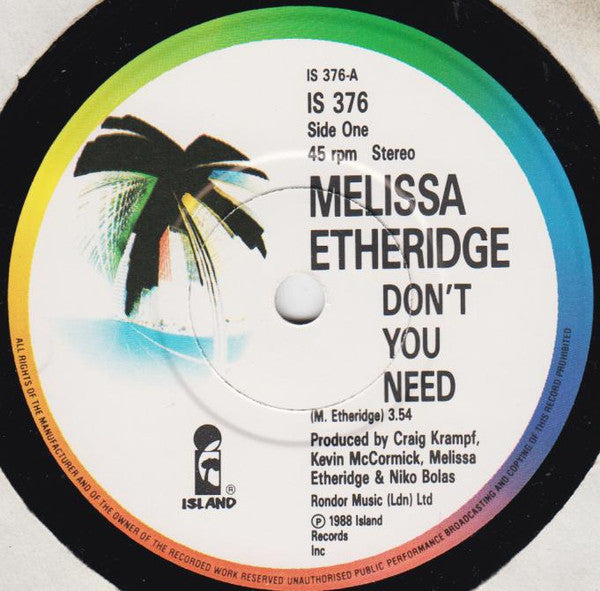 IS 376-A
IS 376
Side One
45 rpm Stereo
MELISSA
ETHERIDGE
DON'T
YOU
NEED
(M. Etheridge) 3.54
Produced by Craig Krampf,
Kevin McCormick, Melissa
Etheridge & Niko Bolas
Rondor Music (Ldn) Ltd
Ⓟ 1988 Island
Records
Inc
ISLAND ®
ALL RIGHTS OF THE MANUFACTURER AND OF THE OWNER OF THE RECORDED WORK RESERVED UNAUTHORISED PUBLIC PERFORMANCE BROADCASTING AND COPYING OF THIS RECORD PROHIBITED